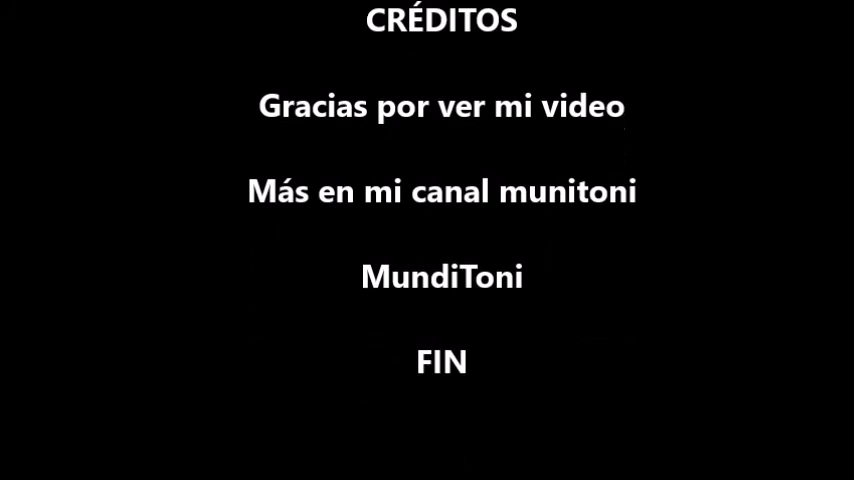 CRÉDITOS
Gracias por ver mi video
Más en mi canal munitoni
MundiToni
FIN